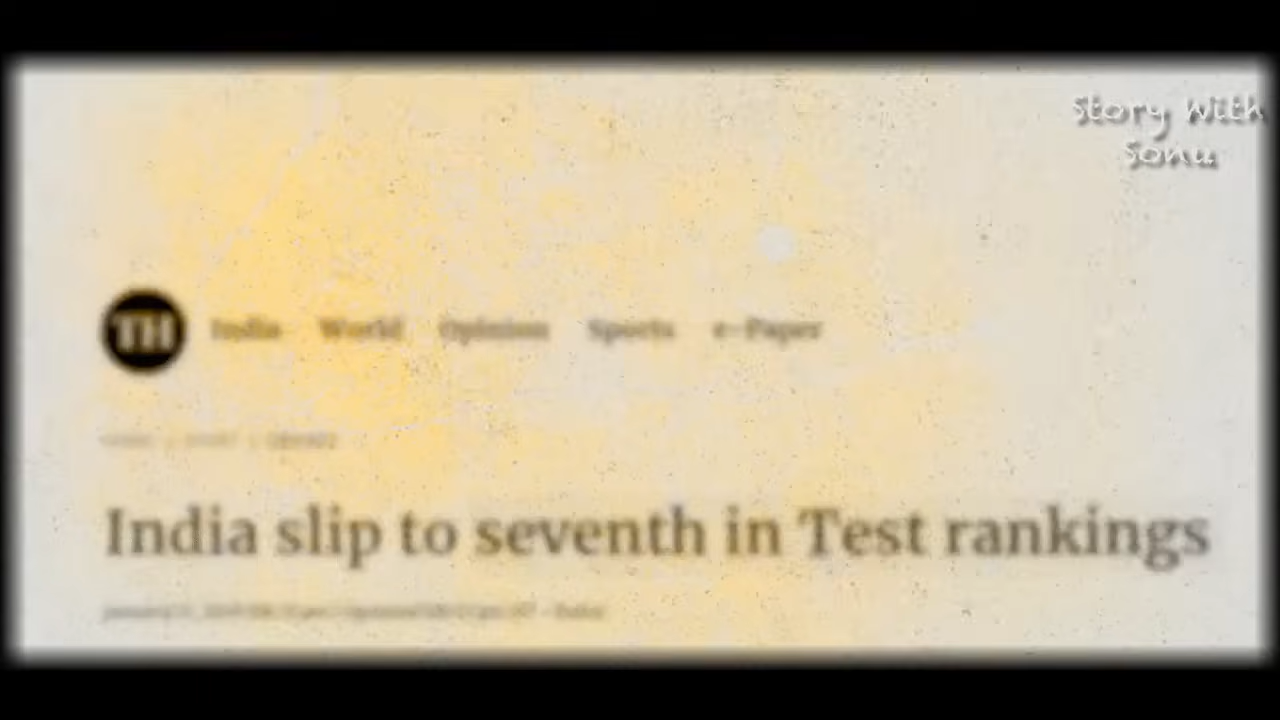 Story With
Sonu
TH India World Opinion Sports e-Paper
India slip to seventh in Test rankings